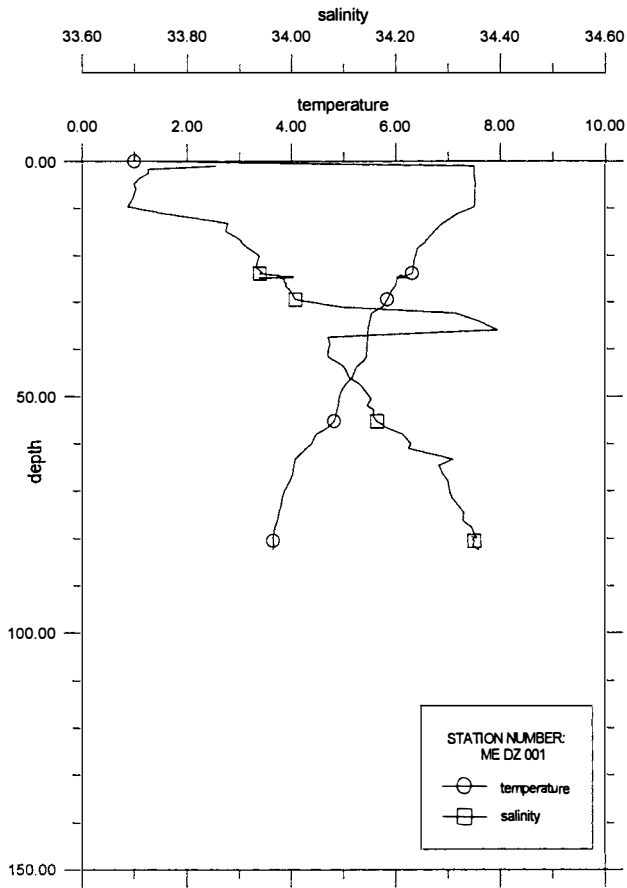 salinity
33.60 33.80 34.00 34.20 34.40 34.60
temperature
0.00 2.00 4.00 6.00 8.00 10.00
0.00
50.00
depth
100.00
150.00
STATION NUMBER:
ME DZ 001
temperature
salinity